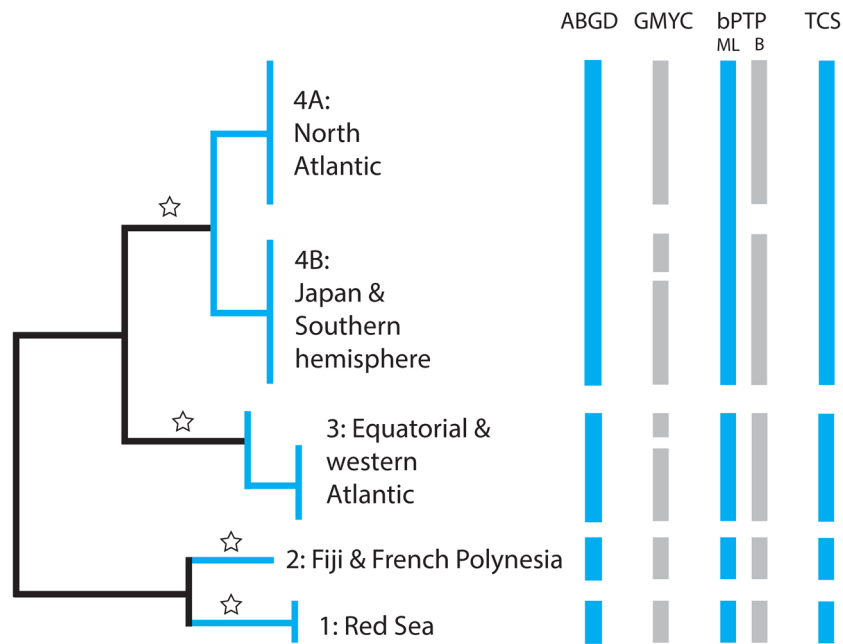 ABGD GMYC bPTP TCS
ML B
4A:
North
Atlantic
4B:
Japan &
Southern
hemisphere
3: Equatorial &
western
Atlantic
2: Fiji & French Polynesia
1: Red Sea